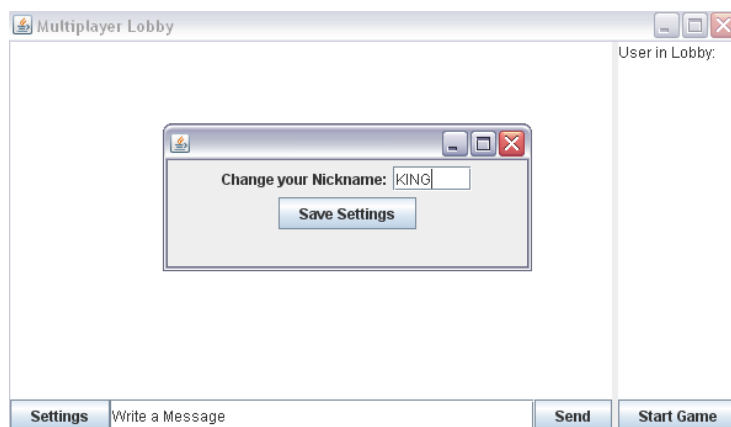 Multiplayer Lobby
User in Lobby:
Change your Nickname: KING
Save Settings
Settings Write a Message Send Start Game